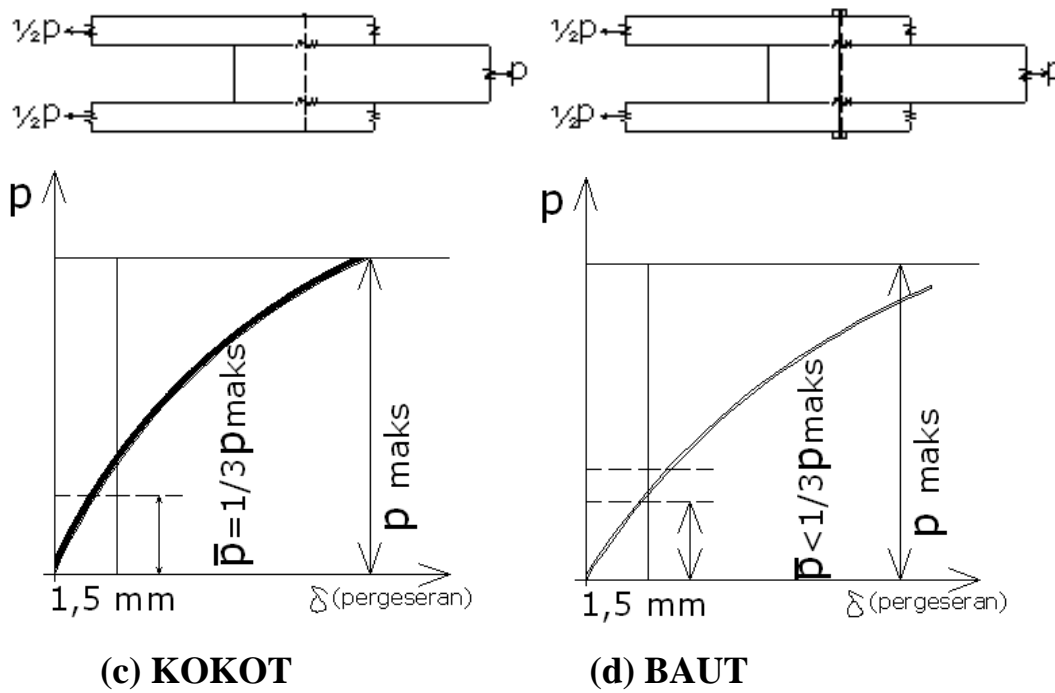 ½p
p
½p
½p
p
½p
p
p̅=1/3pmaks
p maks
1,5 mm
δ(pergeseran)
p
p̅<1/3pmaks
p maks
1,5 mm
δ(pergeseran)
(c) KOKOT
(d) BAUT